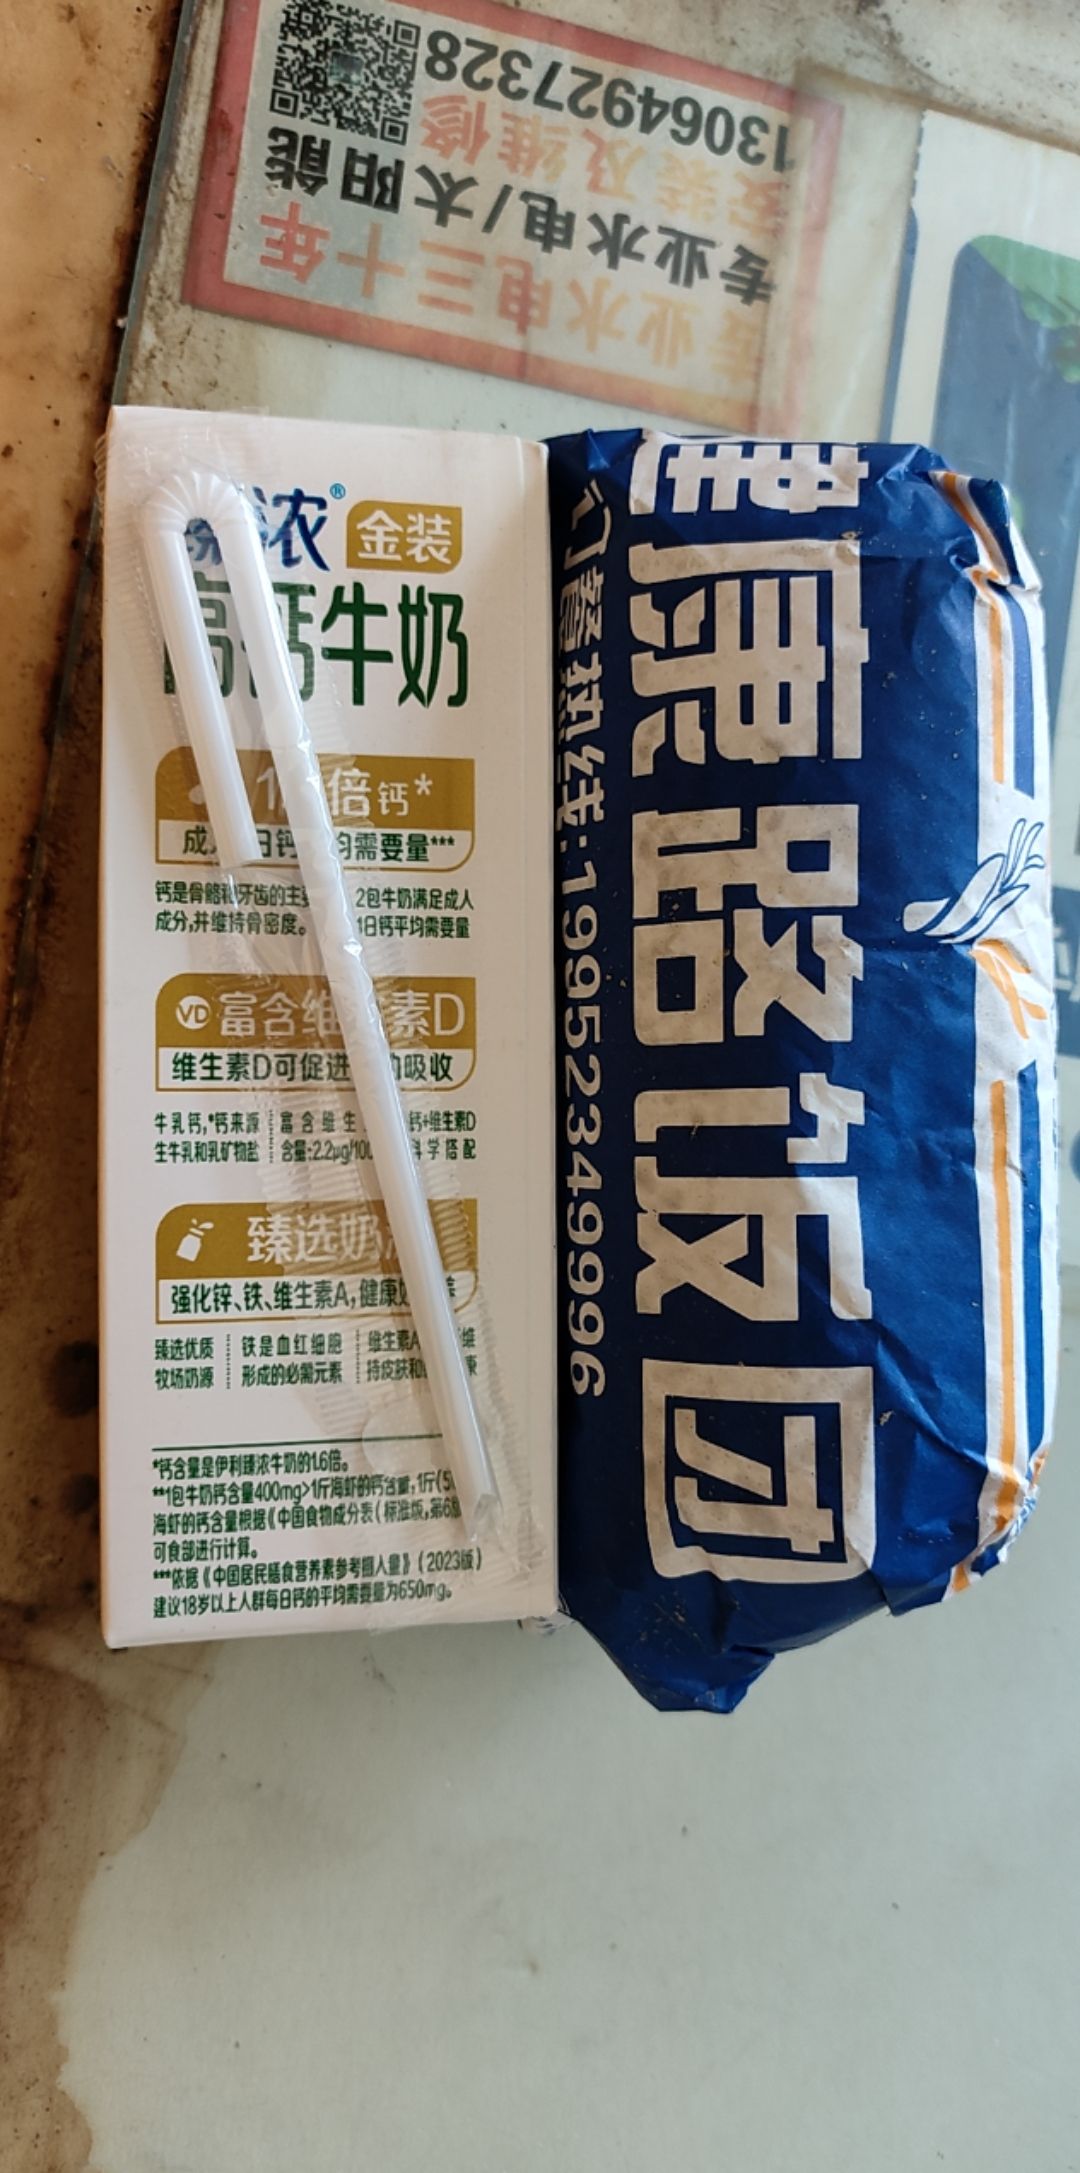 专业水电三十年
专业水电/太阳能
安装及维修
13064927328
浓®
金装
高钙牛奶
倍钙*
日钙
均需要量***
钙是骨骼和牙齿的主要
成分,并维持骨密度。
2包牛奶满足成人
1日钙平均需要量
VD 富含维 素D
维生素D可促进 吸收
牛乳钙,*钙来源
生牛乳和乳矿物盐
富含维生
含量:2.2μg/100
钙+维生素D
科学搭配
臻选奶
强化锌、铁、维生素A,健康
臻选优质
牧场奶源
铁是血红细胞
形成的必需元素
维生素A 维
持皮肤和
*钙含量是伊利臻浓牛奶的1.6倍。
**1包牛奶钙含量400mg>1斤海虾的钙含量,1斤(5
海虾的钙含量根据《中国食物成分表(标准版,第6版
可食部进行计算。
***依据《中国居民膳食营养素参考摄入量》(2023版)
建议18岁以上人群每日钙的平均需要量为650mg。
健康路饭团
热线:19952349996